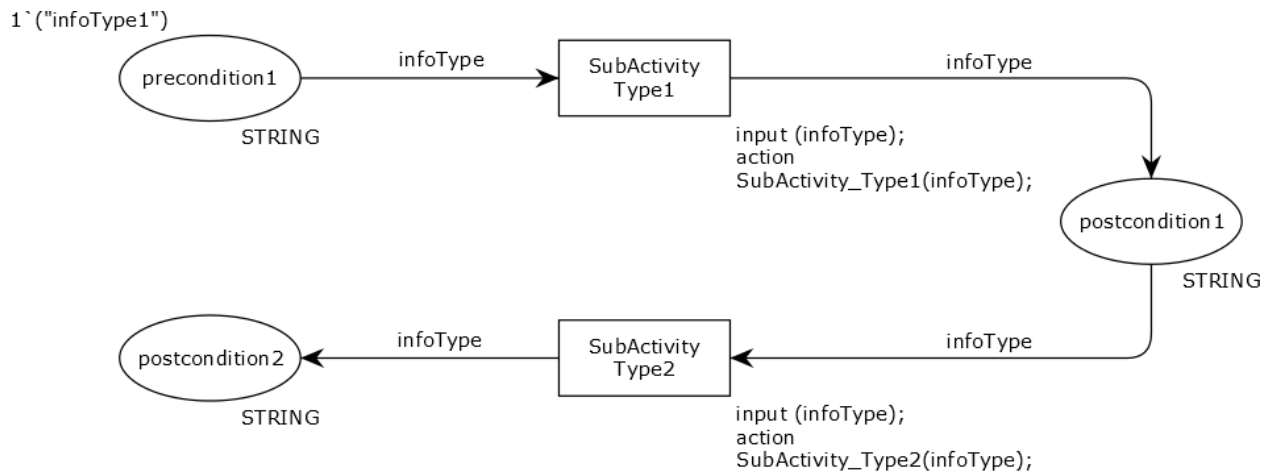 1`("infoType1")
precondition1
STRING
infoType
SubActivity
Type1
input (infoType);
action
SubActivity_Type1(infoType);
infoType
postcondition1
STRING
infoType
SubActivity
Type2
input (infoType);
action
SubActivity_Type2(infoType);
infoType
postcondition2
STRING